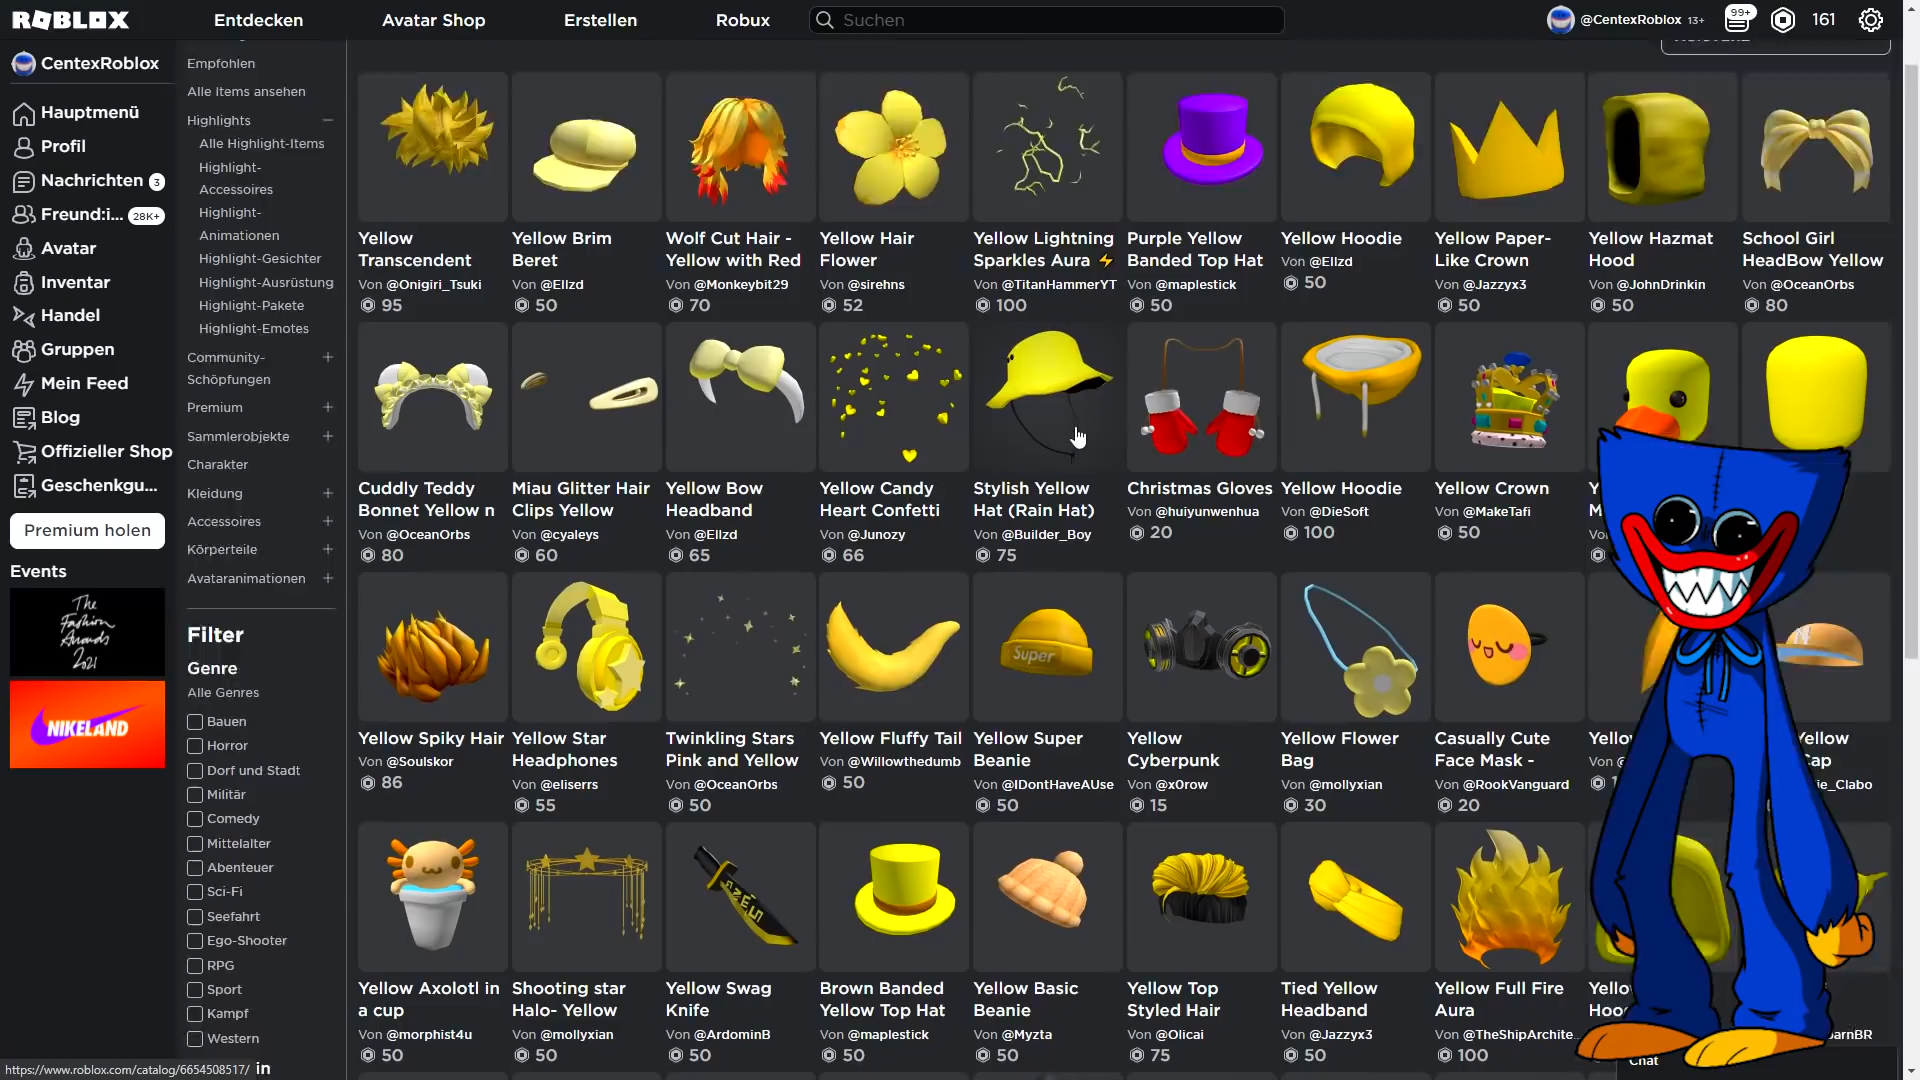 ROBLOX
Entdecken
Avatar Shop
Erstellen
Robux
Suchen
@CentexRoblox 13+
99+
161
CentexRoblox
Hauptmenü
Profil
Nachrichten 3
Freund:i... 28K+
Avatar
Inventar
Handel
Gruppen
Mein Feed
Blog
Offizieller Shop
Geschenkgu...
Premium holen
Events
The
Fashion
Awards
2021
NIKELAND
Empfohlen
Alle Items ansehen
Highlights
Alle Highlight-Items
Highlight-
Accessoires
Highlight-
Animationen
Highlight-Gesichter
Highlight-Ausrüstung
Highlight-Pakete
Highlight-Emotes
Community-
Schöpfungen
Premium
Sammlerobjekte
Charakter
Kleidung
Accessoires
Körperteile
Avataranimationen
Filter
Genre
Alle Genres
Bauen
Horror
Dorf und Stadt
Militär
Comedy
Mittelalter
Abenteuer
Sci-Fi
Seefahrt
Ego-Shooter
RPG
Sport
Kampf
Western
Yellow
Transcendent
Von @Onigiri_Tsuki
95
Yellow Brim
Beret
Von @Ellzd
50
Wolf Cut Hair -
Yellow with Red
Von @Monkeybit29
70
Yellow Hair
Flower
Von @sirehns
52
Yellow Lightning
Sparkles Aura ⚡
Von @TitanHammerYT
100
Purple Yellow
Banded Top Hat
Von @maplestick
50
Yellow Hoodie
Von @Ellzd
50
Yellow Paper-
Like Crown
Von @Jazzyx3
50
Yellow Hazmat
Hood
Von @JohnDrinkin
50
School Girl
HeadBow Yellow
Von @OceanOrbs
80
Cuddly Teddy
Bonnet Yellow n
Von @OceanOrbs
80
Miau Glitter Hair
Clips Yellow
Von @cyaleys
60
Yellow Bow
Headband
Von @Ellzd
65
Yellow Candy
Heart Confetti
Von @Junozy
66
Stylish Yellow
Hat (Rain Hat)
Von @Builder_Boy
75
Christmas Gloves
Von @huiyunwenhua
20
Yellow Hoodie
Von @DieSoft
100
Yellow Crown
Von @MakeTafi
50
Yellow Spiky Hair
Von @Soulskor
86
Yellow Star
Headphones
Von @eliserrs
55
Twinkling Stars
Pink and Yellow
Von @OceanOrbs
50
Yellow Fluffy Tail
Von @Willowthedumb
50
Super
Yellow Super
Beanie
Von @IDontHaveAUse
50
Yellow
Cyberpunk
Von @x0row
15
Yellow Flower
Bag
Von @mollyxian
30
Casually Cute
Face Mask -
Von @RookVanguard
20
Yello
Von @
Yellow
Cap
ie_Clabo
Yellow Axolotl in
a cup
Von @morphist4u
50
Shooting star
Halo- Yellow
Von @mollyxian
50
Yellow Swag
Knife
Von @ArdominB
50
Brown Banded
Yellow Top Hat
Von @maplestick
50
Yellow Basic
Beanie
Von @Myzta
50
Yellow Top
Styled Hair
Von @Olicai
75
Tied Yellow
Headband
Von @Jazzyx3
50
Yellow Full Fire
Aura
Von @TheShipArchite...
100
Yello
Hoo
Von
arnBR
Chat
https://www.roblox.com/catalog/6654508517/
in